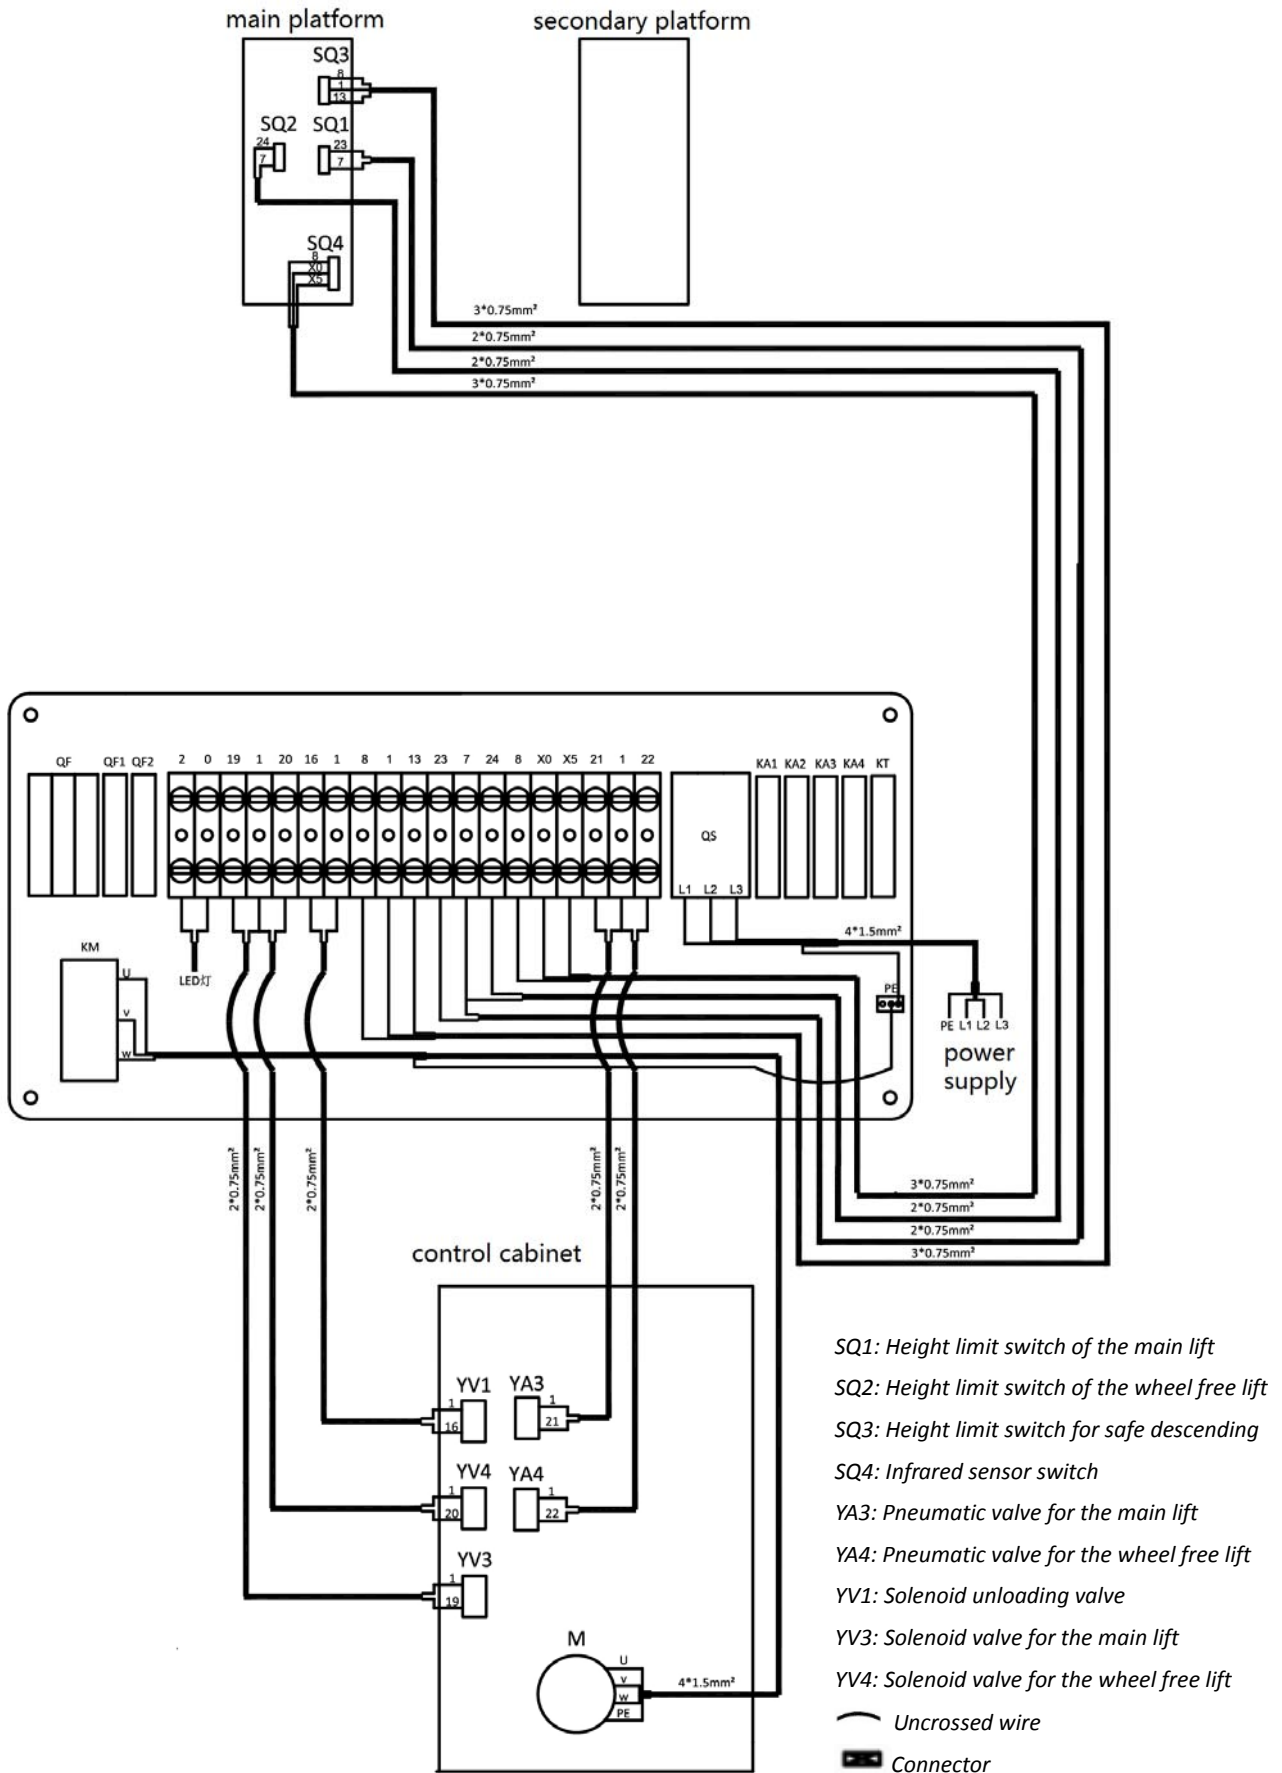 main platform
secondary platform
SQ3
8
1
13
SQ2
SQ1
24
7
23
7
SQ4
8
X0
X5
3*0.75mm²
2*0.75mm²
2*0.75mm²
3*0.75mm²
QF
QF1
QF2
2
0
19
1
20
16
1
8
1
13
23
7
24
8
X0
X5
21
1
22
KA1
KA2
KA3
KA4
KT
QS
L1
L2
L3
4*1.5mm²
KM
U
V
W
LED灯
PE
PE L1 L2 L3
power
supply
2*0.75mm²
2*0.75mm²
2*0.75mm²
2*0.75mm²
2*0.75mm²
3*0.75mm²
2*0.75mm²
2*0.75mm²
3*0.75mm²
control cabinet
YV1
1
16
YA3
1
21
YV4
1
20
YA4
1
22
YV3
1
19
M
U
V
W
PE
4*1.5mm²
SQ1: Height limit switch of the main lift
SQ2: Height limit switch of the wheel free lift
SQ3: Height limit switch for safe descending
SQ4: Infrared sensor switch
YA3: Pneumatic valve for the main lift
YA4: Pneumatic valve for the wheel free lift
YV1: Solenoid unloading valve
YV3: Solenoid valve for the main lift
YV4: Solenoid valve for the wheel free lift
Uncrossed wire
Connector